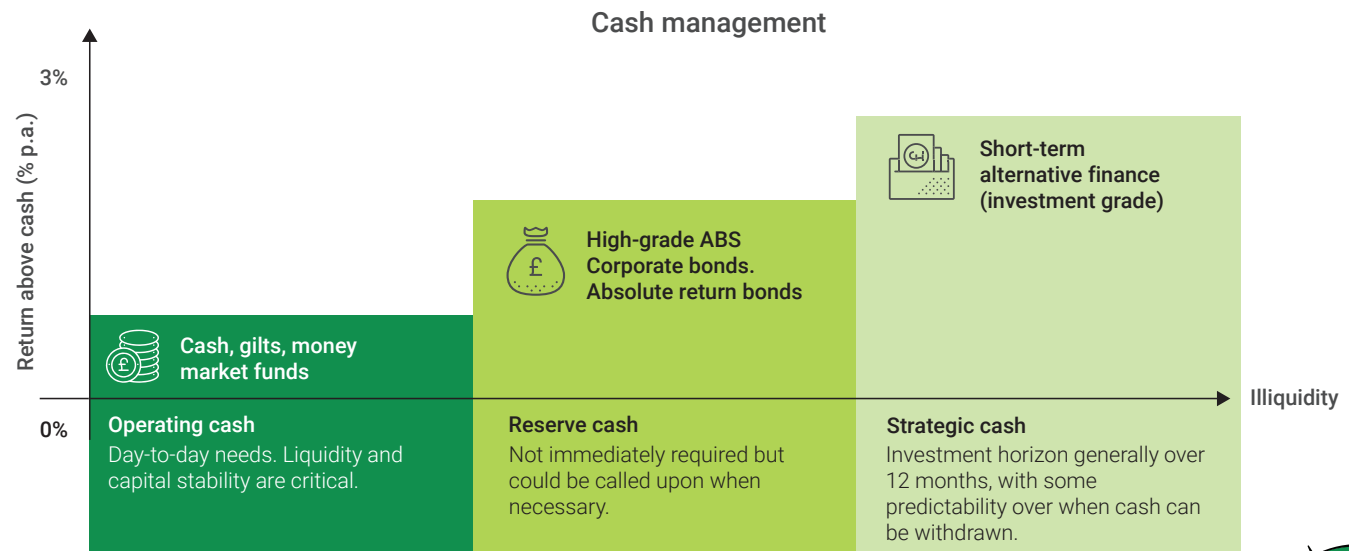 Cash management
3%
Return above cash (% p.a.)
0%
Illiquidity
£
Cash, gilts, money
market funds
Operating cash
Day-to-day needs. Liquidity and
capital stability are critical.
£
High-grade ABS
Corporate bonds.
Absolute return bonds
Reserve cash
Not immediately required but
could be called upon when
necessary.
Short-term
alternative finance
(investment grade)
Strategic cash
Investment horizon generally over
12 months, with some
predictability over when cash can
be withdrawn.